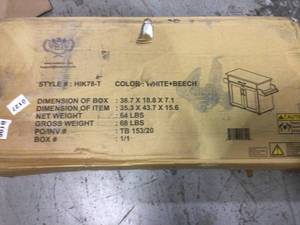 STYLE # : HIK78-T COLOR : WHITE+BEECH
DIMENSION OF BOX : 38.7 X 18.8 X 7.1
DIMENSION OF ITEM : 35.3 X 43.7 X 15.6
NET WEIGHT : 64 LBS
GROSS WEIGHT : 68 LBS
PO/INV # : TB 153/20
BOX # : 1/1